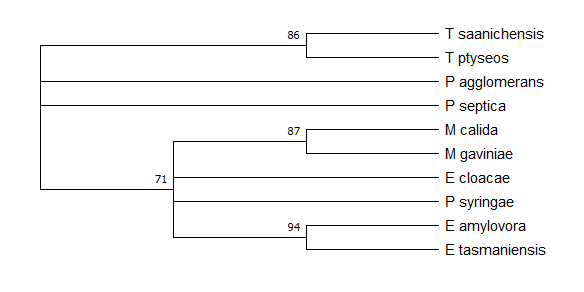 86
T saanichensis
T ptyseos
P agglomerans
P septica
87
M calida
M gaviniae
71
E cloacae
P syringae
94
E amylovora
E tasmaniensis